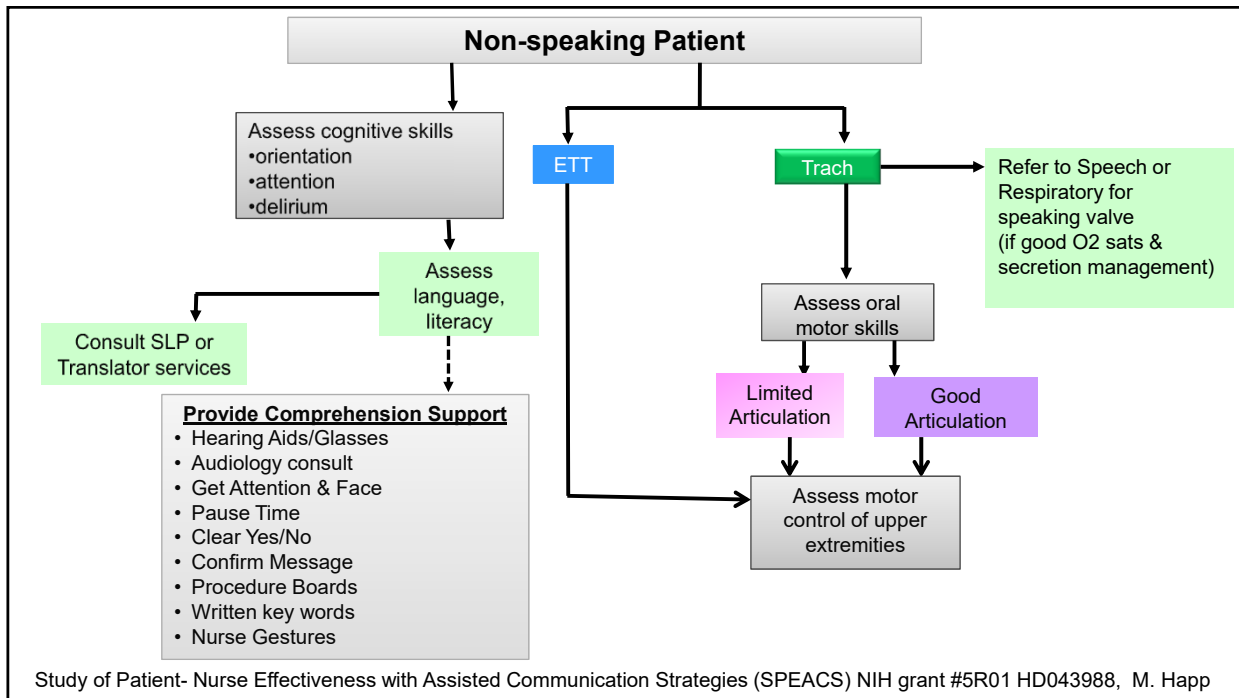 Non-speaking Patient
Assess cognitive skills
•orientation
•attention
•delirium
ETT
Trach
Refer to Speech or
Respiratory for
speaking valve
(if good O2 sats &
secretion management)
Assess
language,
literacy
Consult SLP or
Translator services
Assess oral
motor skills
Limited
Articulation
Good
Articulation
Provide Comprehension Support
• Hearing Aids/Glasses
• Audiology consult
• Get Attention & Face
• Pause Time
• Clear Yes/No
• Confirm Message
• Procedure Boards
• Written key words
• Nurse Gestures
Assess motor
control of upper
extremities
Study of Patient- Nurse Effectiveness with Assisted Communication Strategies (SPEACS) NIH grant #5R01 HD043988, M. Happ